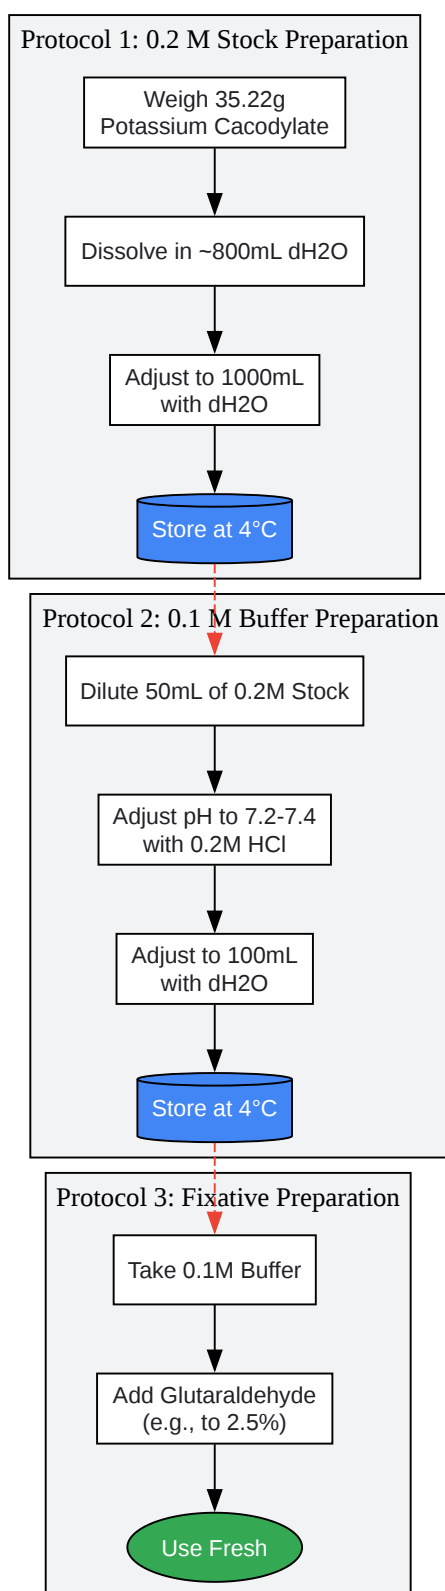 Protocol 1: 0.2 M Stock Preparation
Weigh 35.22g
Potassium Cacodylate
Dissolve in ~800mL dH2O
Adjust to 1000mL
with dH2O
Store at 4°C
Protocol 2: 0.1 M Buffer Preparation
Dilute 50mL of 0.2M Stock
Adjust pH to 7.2-7.4
with 0.2M HCl
Adjust to 100mL
with dH2O
Store at 4°C
Protocol 3: Fixative Preparation
Take 0.1M Buffer
Add Glutaraldehyde
(e.g., to 2.5%)
Use Fresh